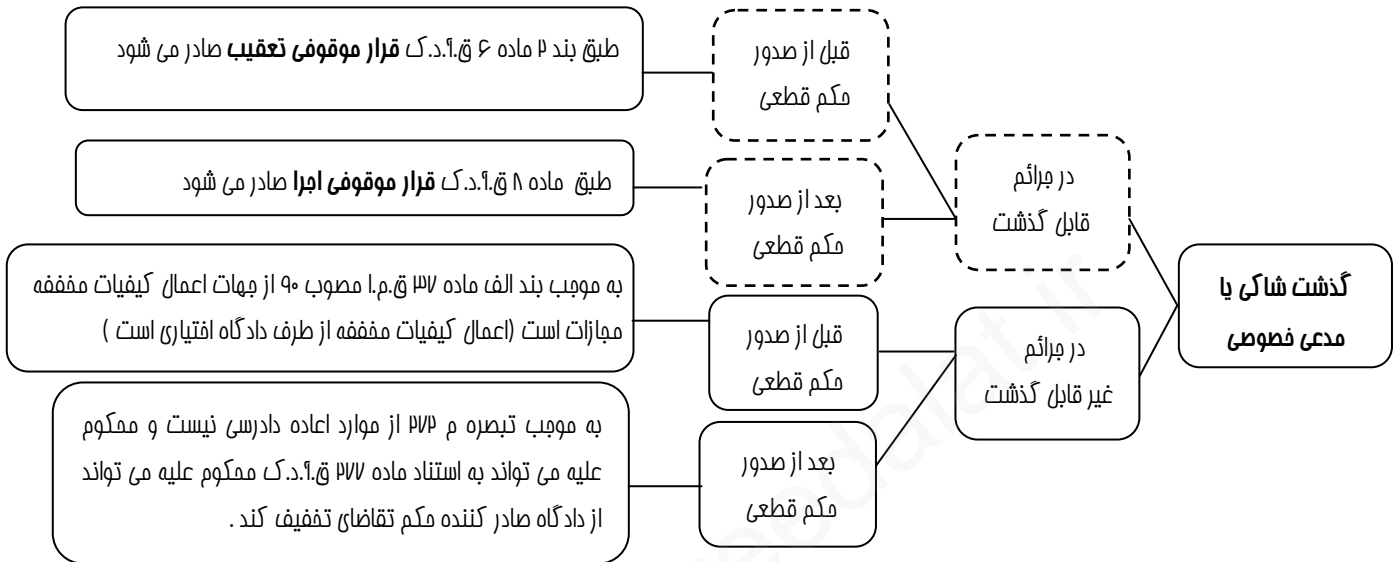 گذشت شاکی یا
مدعی خصوصی
در جرائم
قابل گذشت
قبل از صدور
حکم قطعی
طبق بند ۲ ماده ۶ ق.آ.د.ک قرار موقوفی تعقیب صادر می شود
بعد از صدور
حکم قطعی
طبق ماده ۸ ق.آ.د.ک قرار موقوفی اجرا صادر می شود
در جرائم
غیر قابل گذشت
قبل از صدور
حکم قطعی
به موجب بند الف ماده ۳۷ ق.م.ا مصوب ۹۰ از جهات اعمال کیفیات مخففه
مجازات است (اعمال کیفیات مخففه از طرف دادگاه اختیاری است )
بعد از صدور
حکم قطعی
به موجب تبصره م ۲۷۲ از موارد اعاده دادرسی نیست و محکوم
علیه می تواند به استناد ماده ۲۷۷ ق.آ.د.ک محکوم علیه می تواند
از دادگاه صادر کننده حکم تقاضای تخفیف کند .